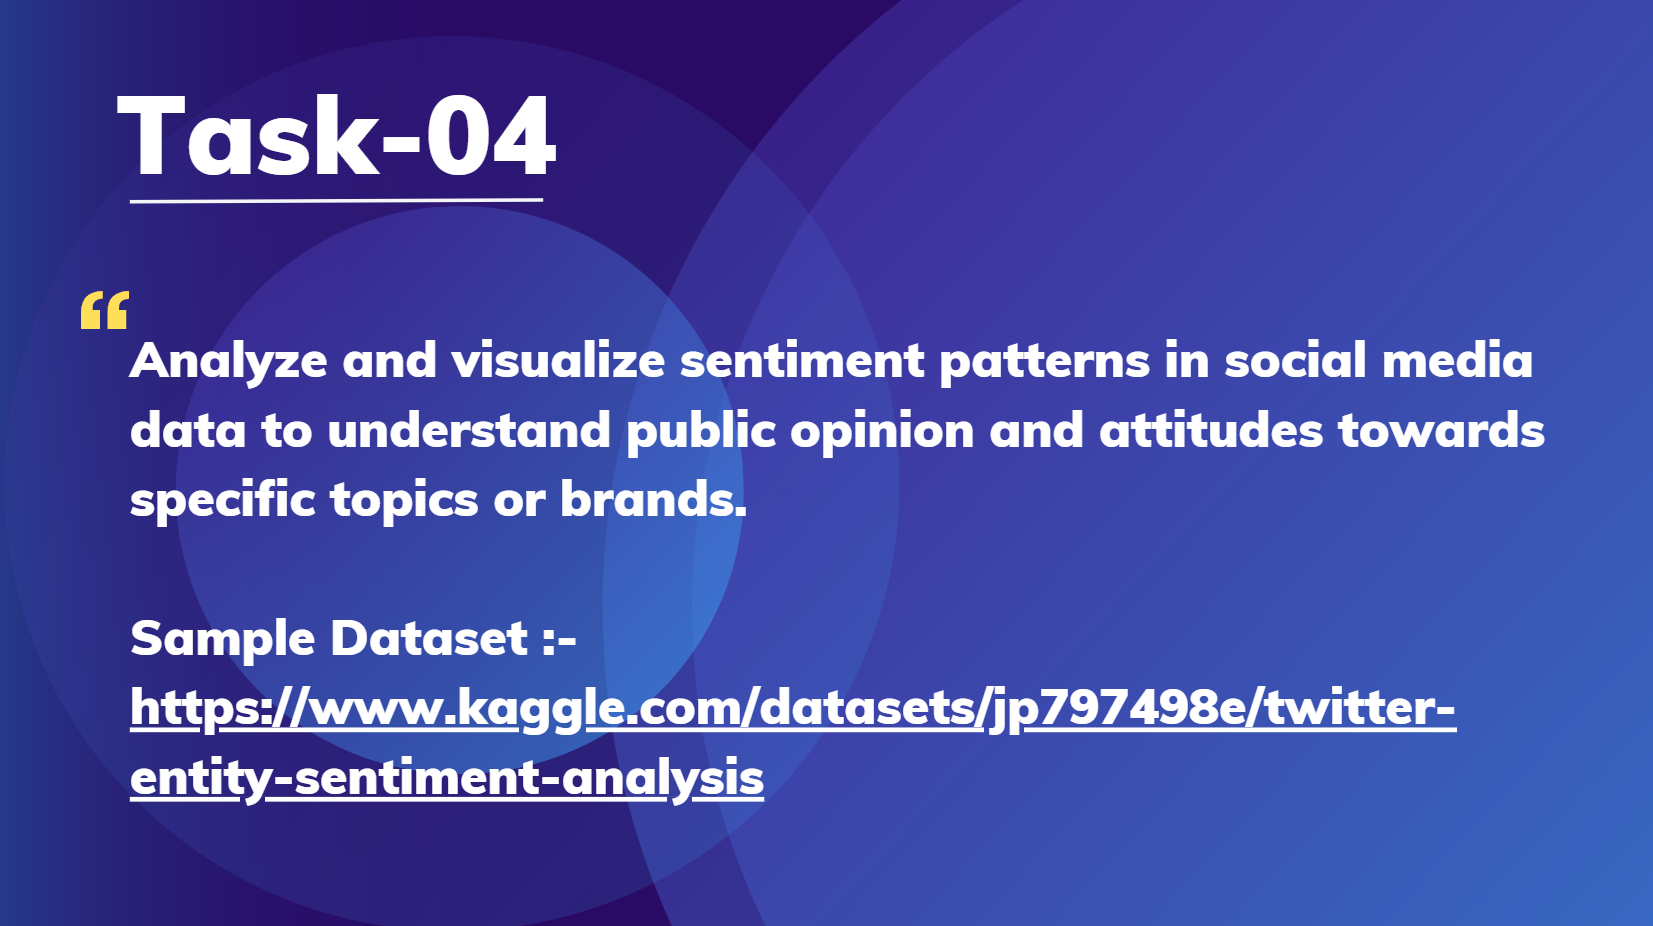 Task-04
“
Analyze and visualize sentiment patterns in social media
data to understand public opinion and attitudes towards
specific topics or brands.
Sample Dataset :-
https://www.kaggle.com/datasets/jp797498e/twitter-
entity-sentiment-analysis